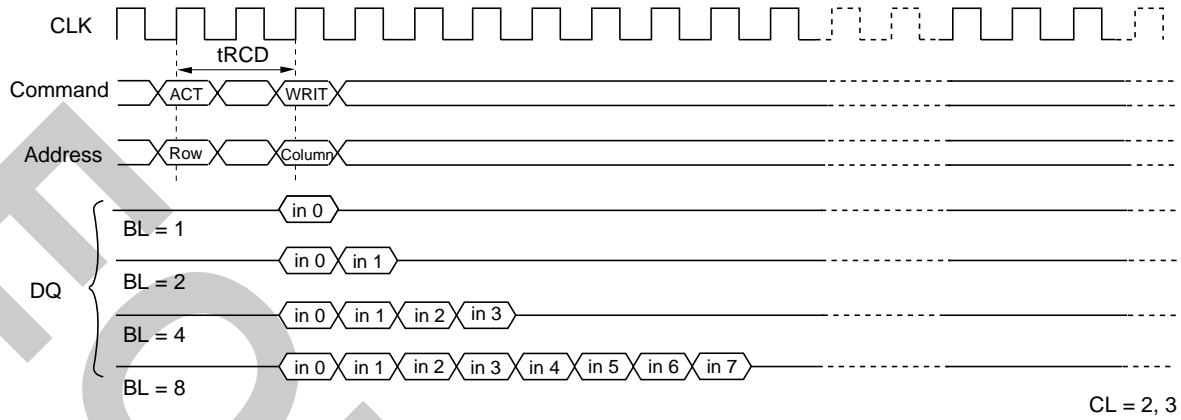 CLK
tRCD
Command ACT WRIT
Address Row Column
in 0
BL = 1
in 0 in 1
BL = 2
DQ
in 0 in 1 in 2 in 3
BL = 4
in 0 in 1 in 2 in 3 in 4 in 5 in 6 in 7
BL = 8
CL = 2, 3